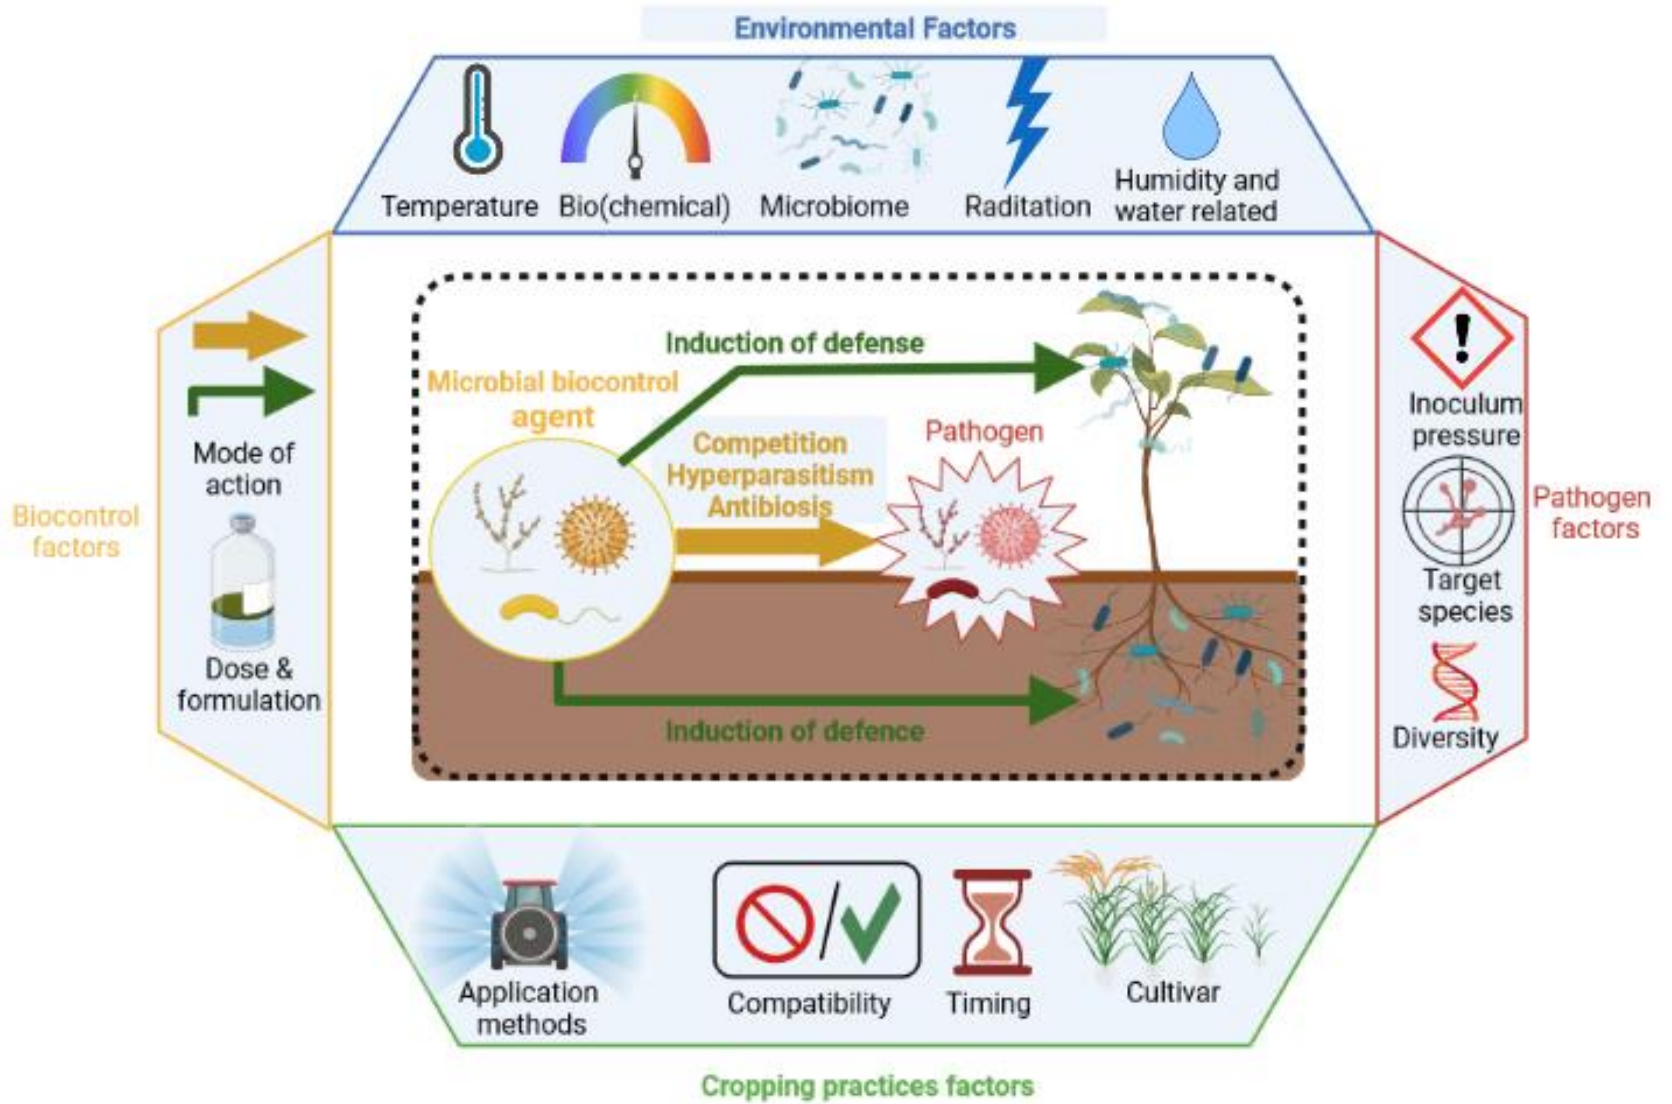 Environmental Factors
Temperature
Bio(chemical)
Microbiome
Raditation
Humidity and
water related
Biocontrol
factors
Mode of
action
Dose &
formulation
Induction of defense
Microbial biocontrol
agent
Competition
Hyperparasitism
Antibiosis
Pathogen
Induction of defence
Inoculum
pressure
Target
species
Diversity
Pathogen
factors
Application
methods
Compatibility
Timing
Cultivar
Cropping practices factors